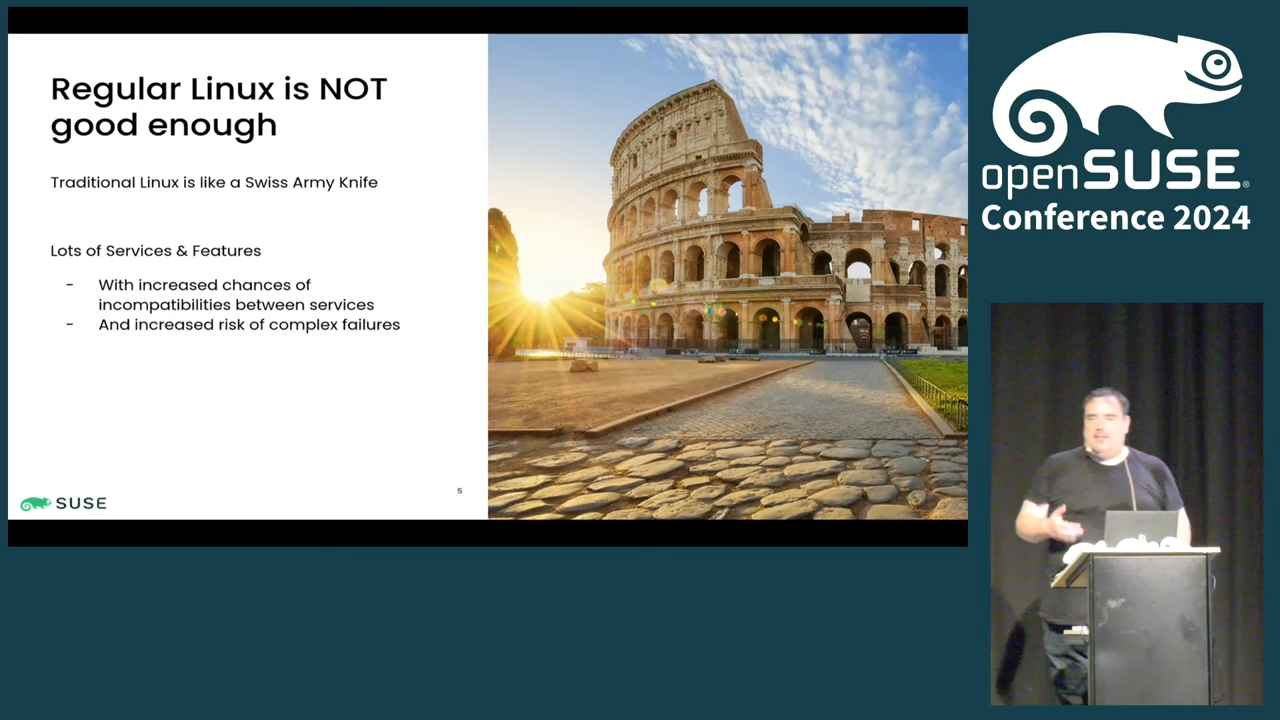 Regular Linux is NOT
good enough
Traditional Linux is like a Swiss Army Knife
Lots of Services & Features
- With increased chances of
incompatibilities between services
- And increased risk of complex failures
SUSE
5
openSUSE®
Conference 2024